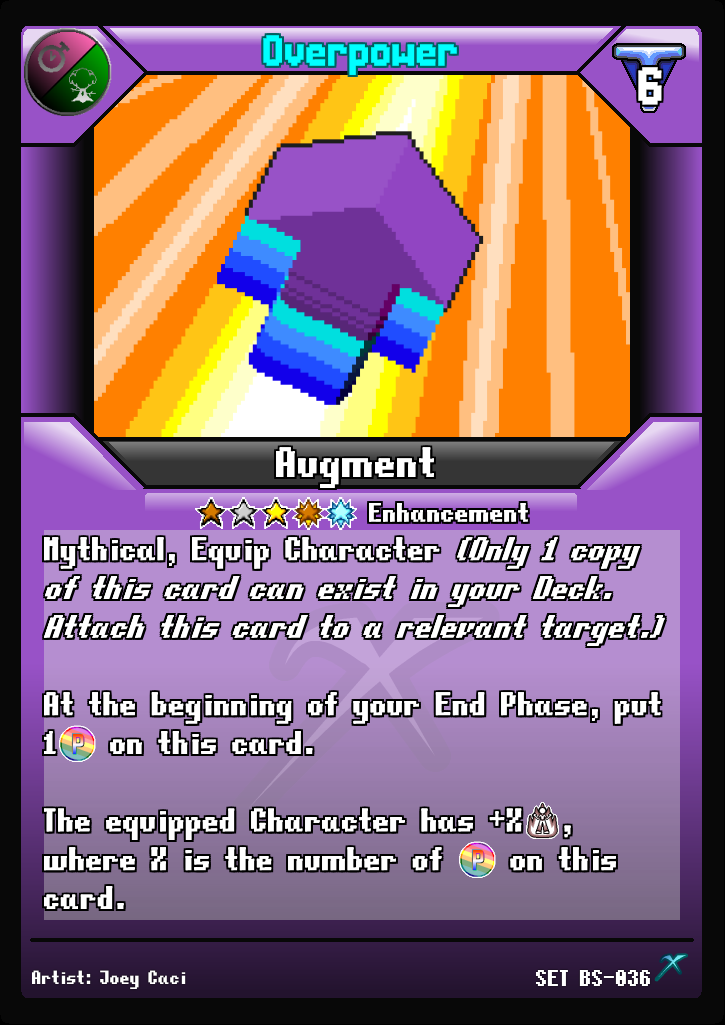 Overpower
6
Augment
Enhancement
Mythical, Equip Character (Only 1 copy
of this card can exist in your Deck.
Attach this card to a relevant target.)
At the beginning of your End Phase, put
1 P on this card.
The equipped Character has +X A,
where X is the number of P on this
card.
Artist: Joey Caci
SET BS-036